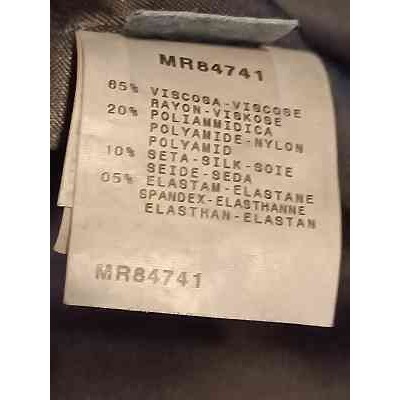 MR84741
65% VISCOSA-VISCOSE
RAYON-VISKOSE
20% POLIAMMIDICA
POLYAMIDE-NYLON
POLYAMID
10% SETA-SILK-SOIE
SEIDE-SEDA
05% ELASTAM-ELASTANE
SPANDEX-ELASTHANNE
ELASTHAN-ELASTAN
MR84741